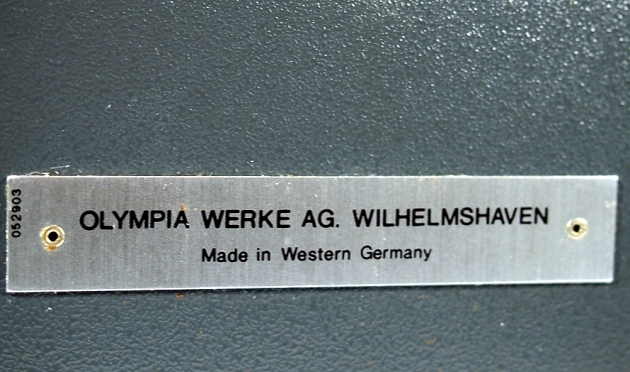 052903
OLYMPIA WERKE AG. WILHELMSHAVEN
Made in Western Germany